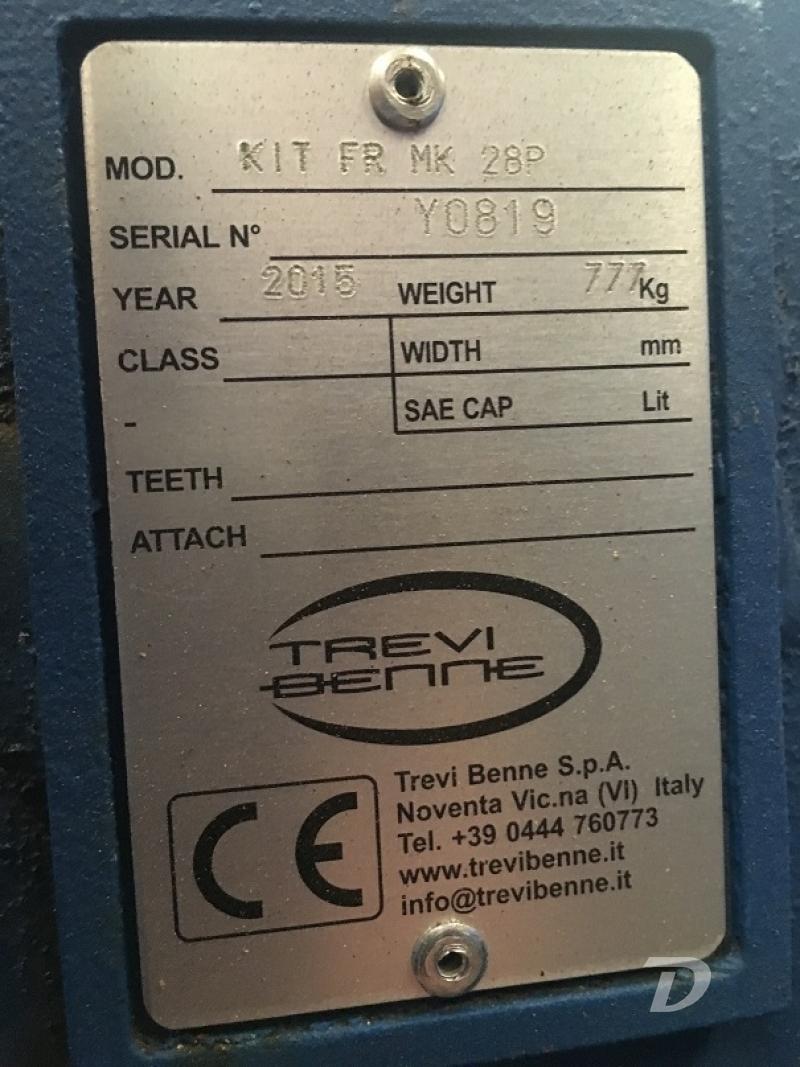 MOD. KIT FR MK 28P
SERIAL N° Y0819
YEAR 2015 WEIGHT 777Kg
CLASS WIDTH mm
- SAE CAP Lit
TEETH
ATTACH
TREVI
BENNE
CE
Trevi Benne S.p.A.
Noventa Vic.na (VI) Italy
Tel. +39 0444 760773
www.trevibenne.it
info@trevibenne.it
D